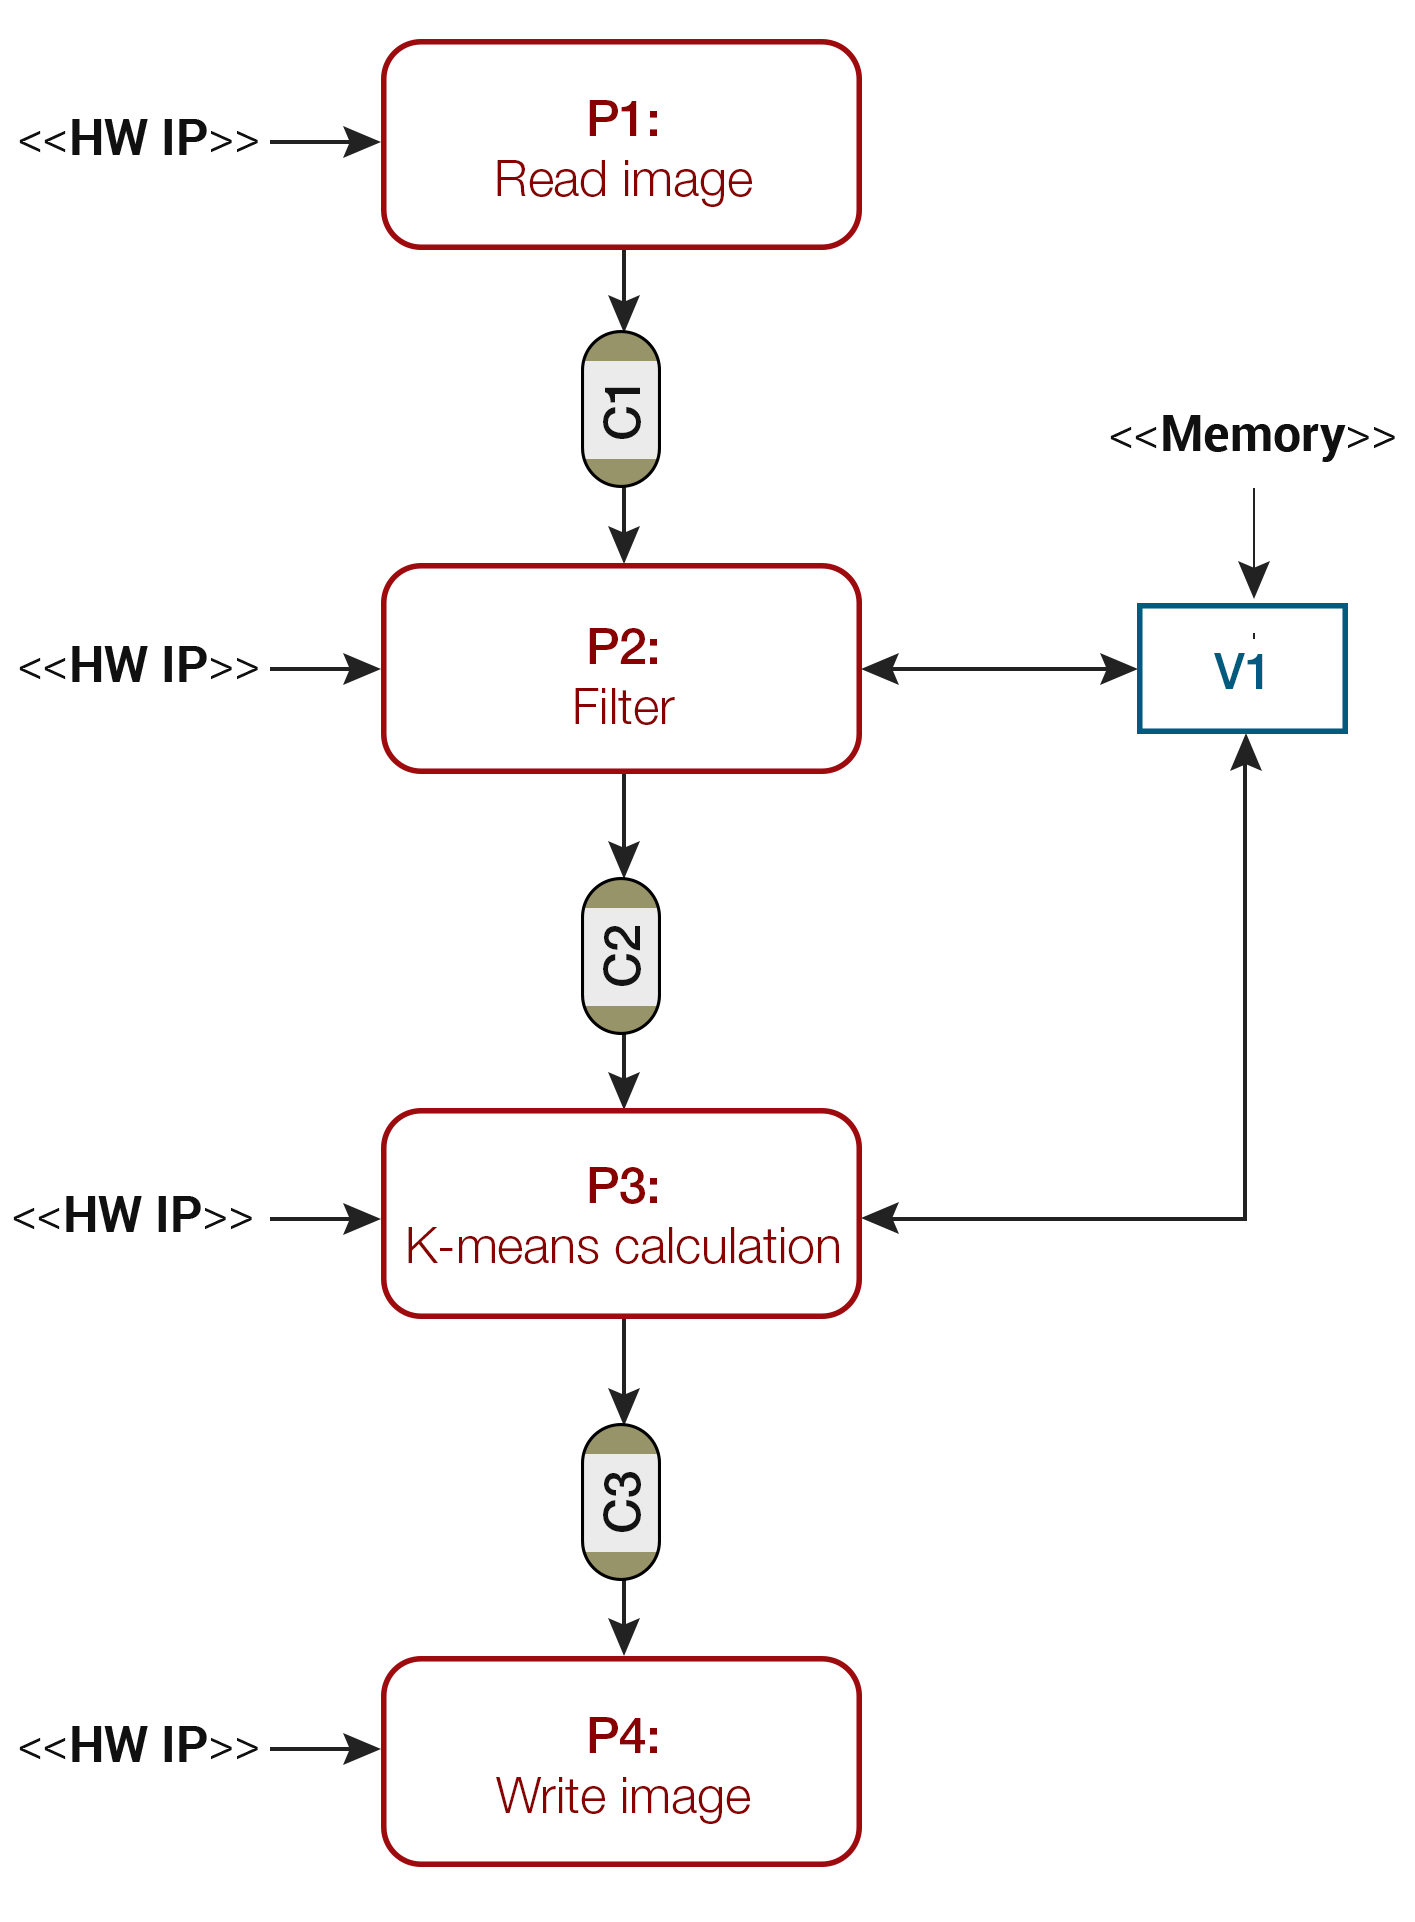 <<HW IP>>
P1:
Read image
C1
<<Memory>>
<<HW IP>>
P2:
Filter
V1
C2
<<HW IP>>
P3:
K-means calculation
C3
<<HW IP>>
P4:
Write image